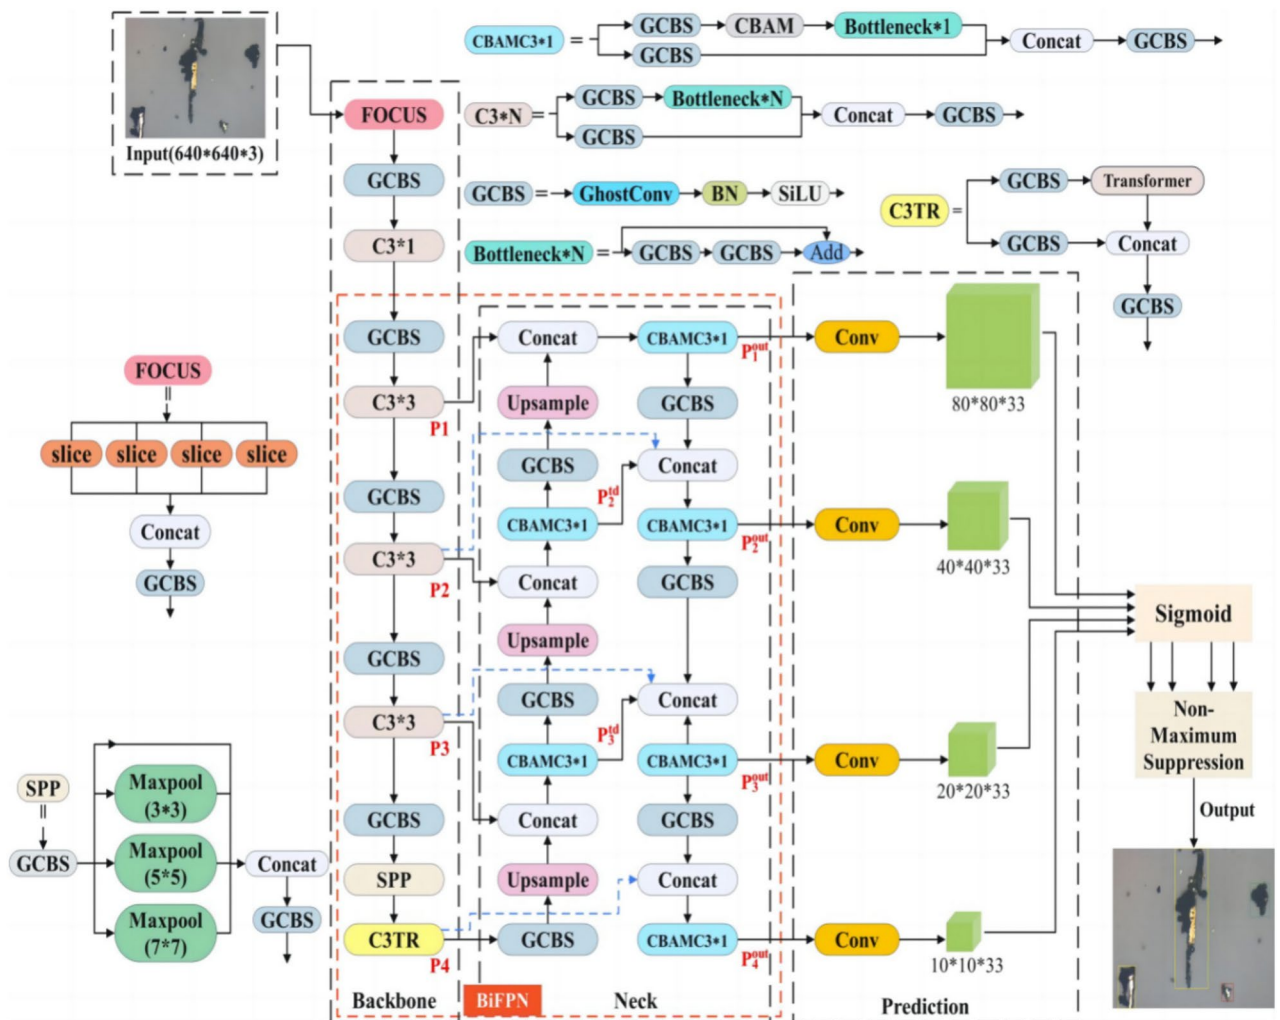 Input(640*640*3)
CBAMC3*1 = GCBS CBAM Bottleneck*1
GCBS
Concat GCBS
C3*N = GCBS Bottleneck*N
GCBS
Concat GCBS
GCBS = GhostConv BN SiLU
Bottleneck*N = GCBS GCBS Add
C3TR = GCBS Transformer
GCBS Concat
GCBS
FOCUS
slice slice slice slice
Concat
GCBS
SPP
GCBS
Maxpool
(3*3)
Maxpool
(5*5)
Maxpool
(7*7)
Concat
GCBS
FOCUS
GCBS
C3*1
GCBS
C3*3
P1
GCBS
C3*3
P2
GCBS
C3*3
P3
GCBS
SPP
C3TR
P4
Backbone
BiFPN
Concat
Upsample
GCBS
CBAMC3*1
P2td
Concat
Upsample
GCBS
CBAMC3*1
P3td
Concat
Upsample
GCBS
CBAMC3*1
P1out
GCBS
Concat
CBAMC3*1
P2out
GCBS
Concat
CBAMC3*1
P3out
GCBS
Concat
CBAMC3*1
P4out
Neck
Conv
80*80*33
Conv
40*40*33
Conv
20*20*33
Conv
10*10*33
Prediction
Sigmoid
Non-
Maximum
Suppression
Output